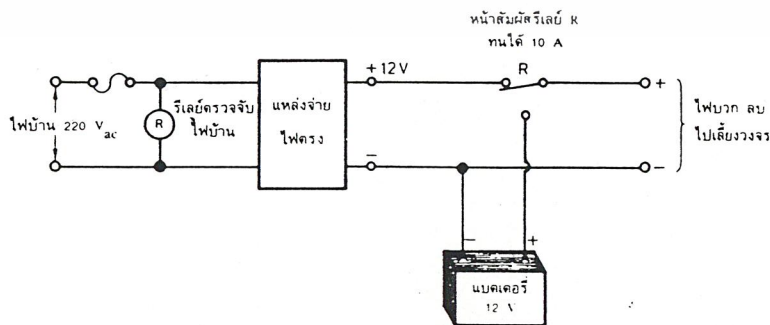 หน้าสัมผัสรีเลย์ R
ทนได้ 10 A
+ 12 V
R
+
ไฟบ้าน 220 Vac
R
รีเลย์ตรวจจับ
ไฟบ้าน
แหล่งจ่าย
ไฟตรง
ไฟบวก ลบ
ไปเลี้ยงวงจร
−
−
−
+
แบตเตอรี่
12 V